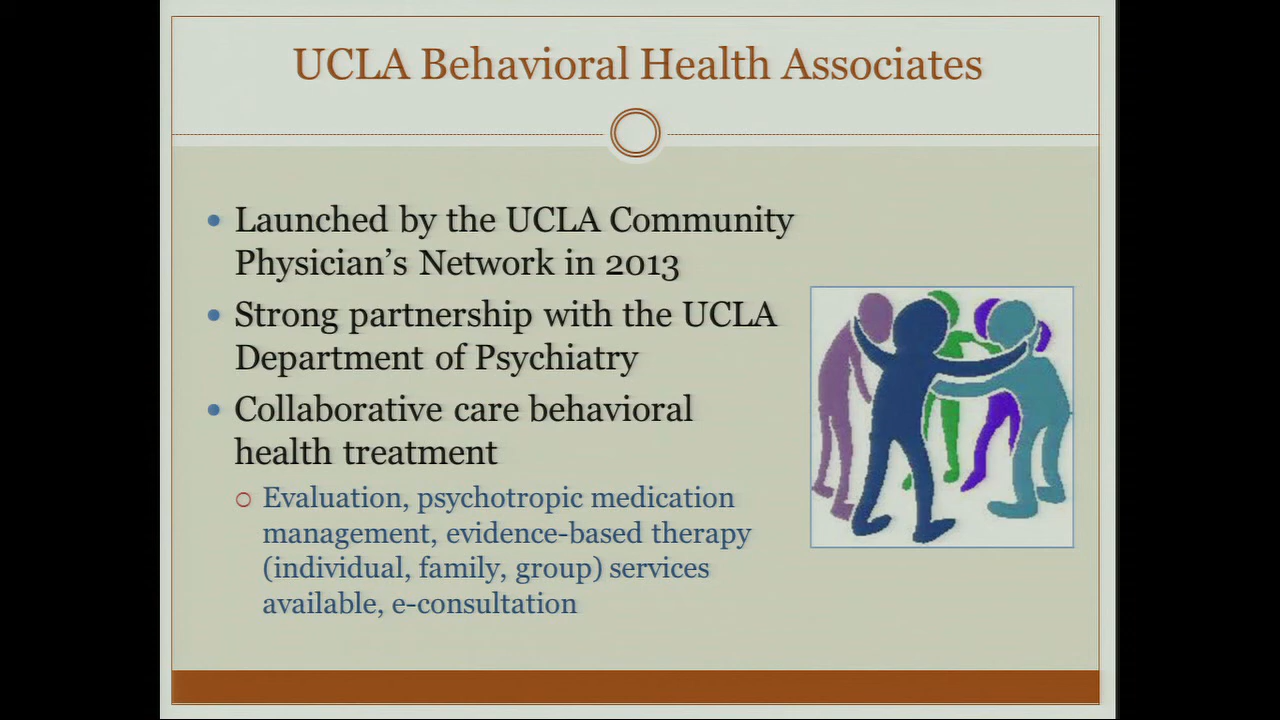 UCLA Behavioral Health Associates
Launched by the UCLA Community
Physician’s Network in 2013
Strong partnership with the UCLA
Department of Psychiatry
Collaborative care behavioral
health treatment
Evaluation, psychotropic medication
management, evidence-based therapy
(individual, family, group) services
available, e-consultation